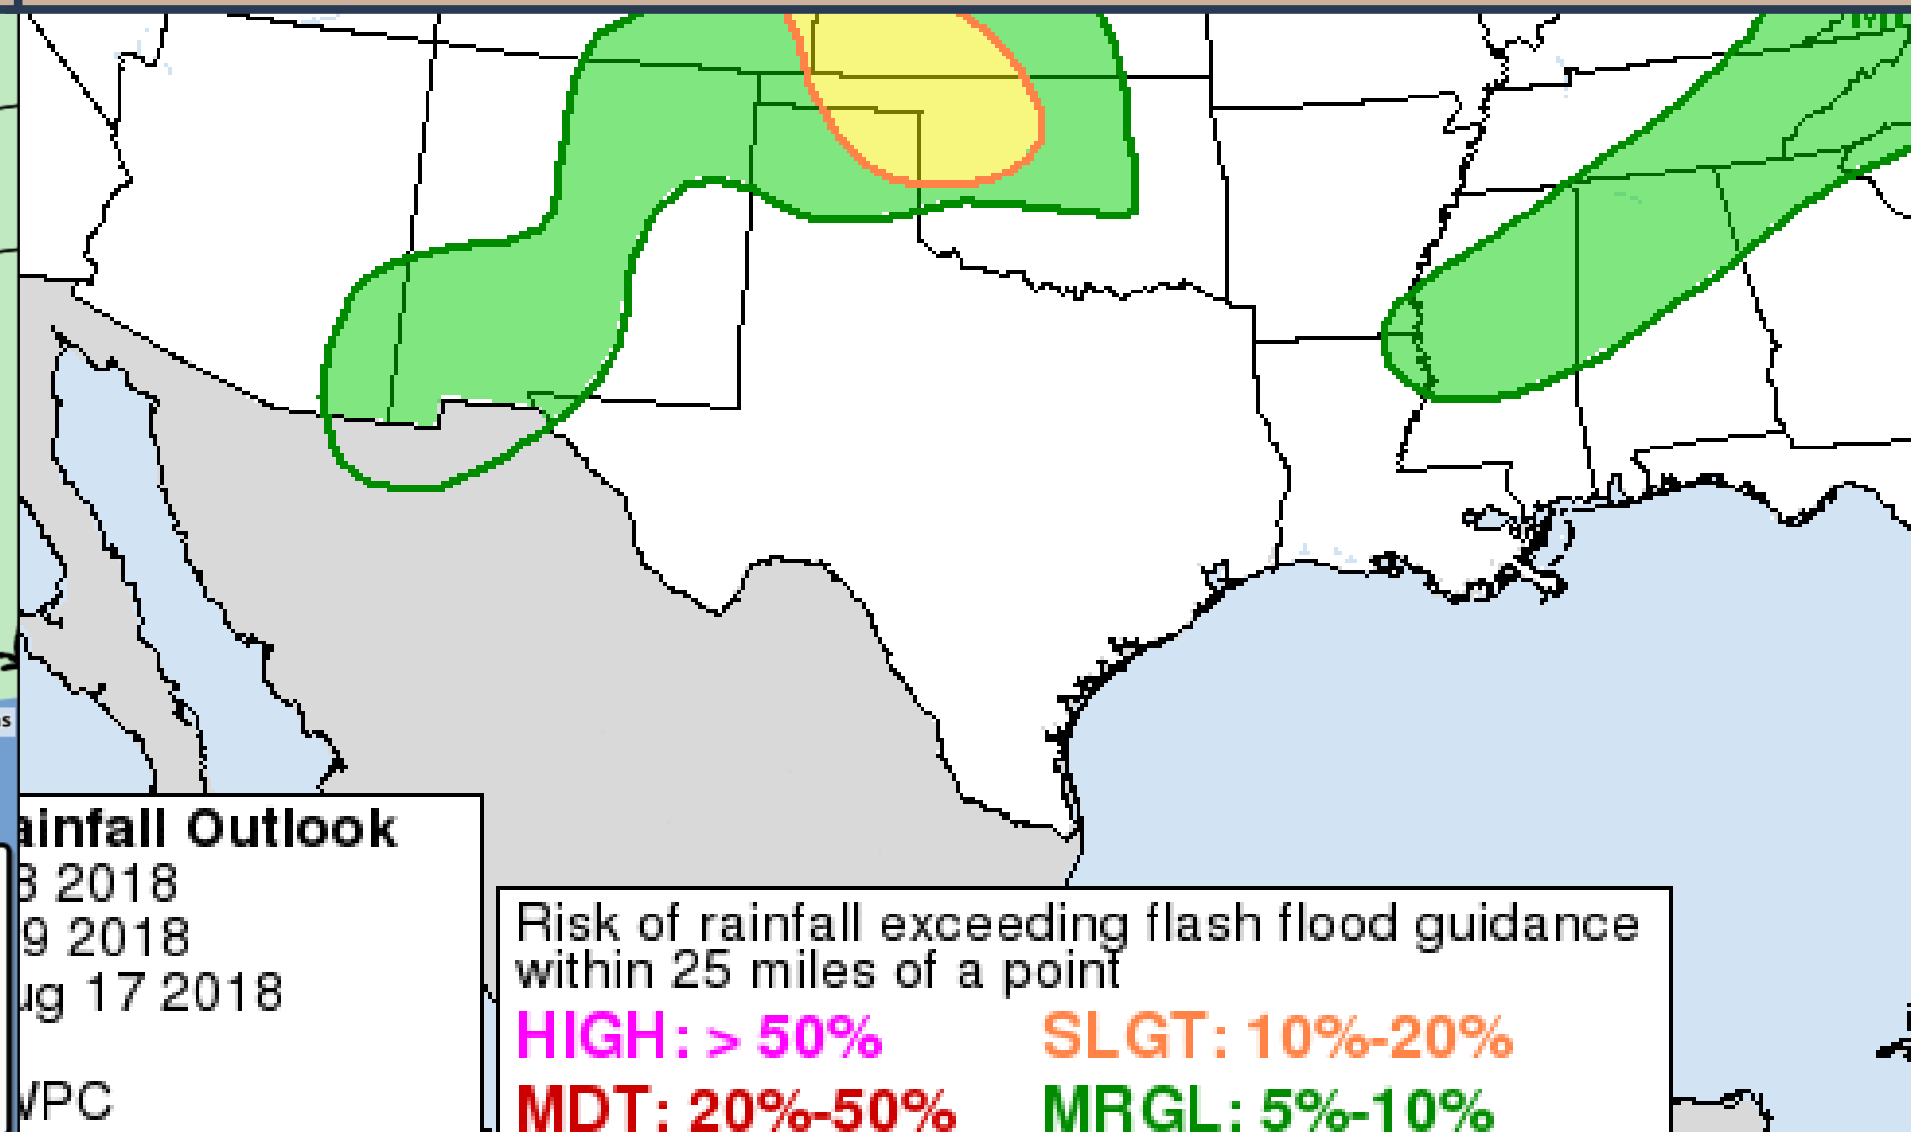 ainfall Outlook
8 2018
9 2018
ug 17 2018
WPC
Risk of rainfall exceeding flash flood guidance
within 25 miles of a point
HIGH: > 50% SLGT: 10%-20%
MDT: 20%-50% MRGL: 5%-10%